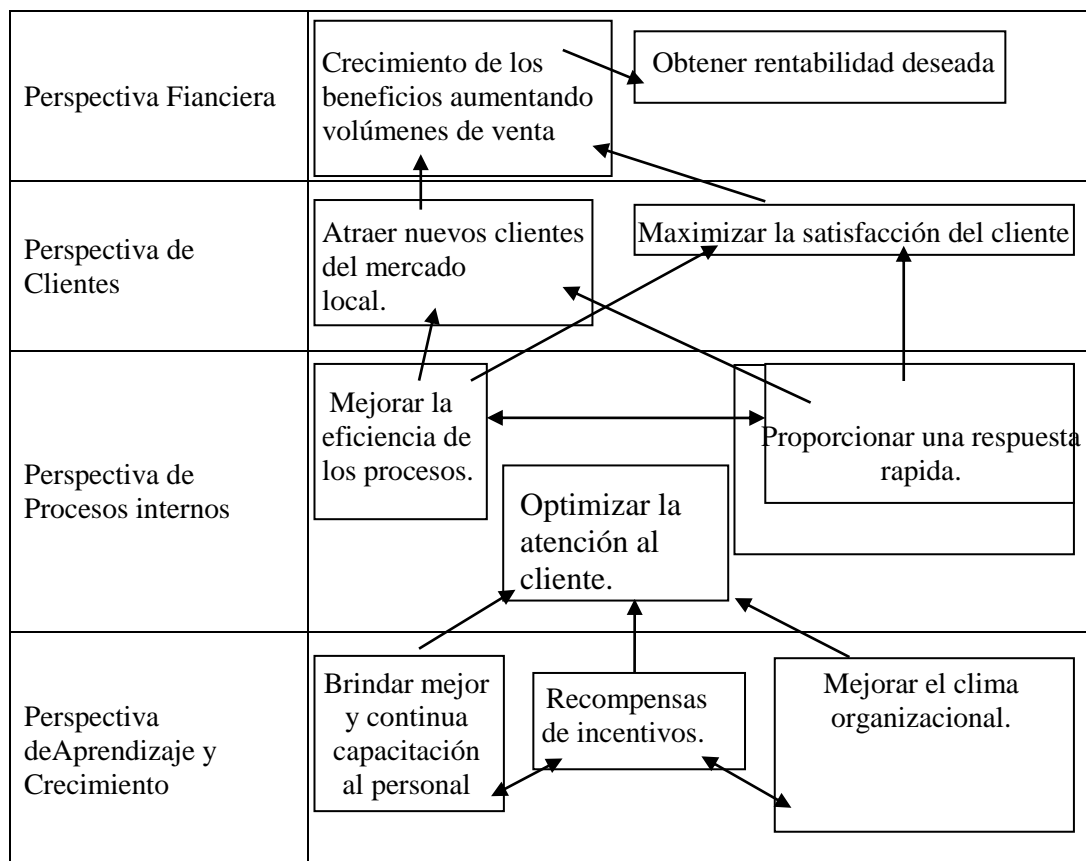 Perspectiva Fianciera
Crecimiento de los
beneficios aumentando
volúmenes de venta
Obtener rentabilidad deseada
Perspectiva de
Clientes
Atraer nuevos clientes
del mercado
local.
Maximizar la satisfacción del cliente
Perspectiva de
Procesos internos
Mejorar la
eficiencia de
los procesos.
Proporcionar una respuesta
rapida.
Optimizar la
atención al
cliente.
Perspectiva
deAprendizaje y
Crecimiento
Brindar mejor
y continua
capacitación
al personal
Recompensas
de incentivos.
Mejorar el clima
organizacional.